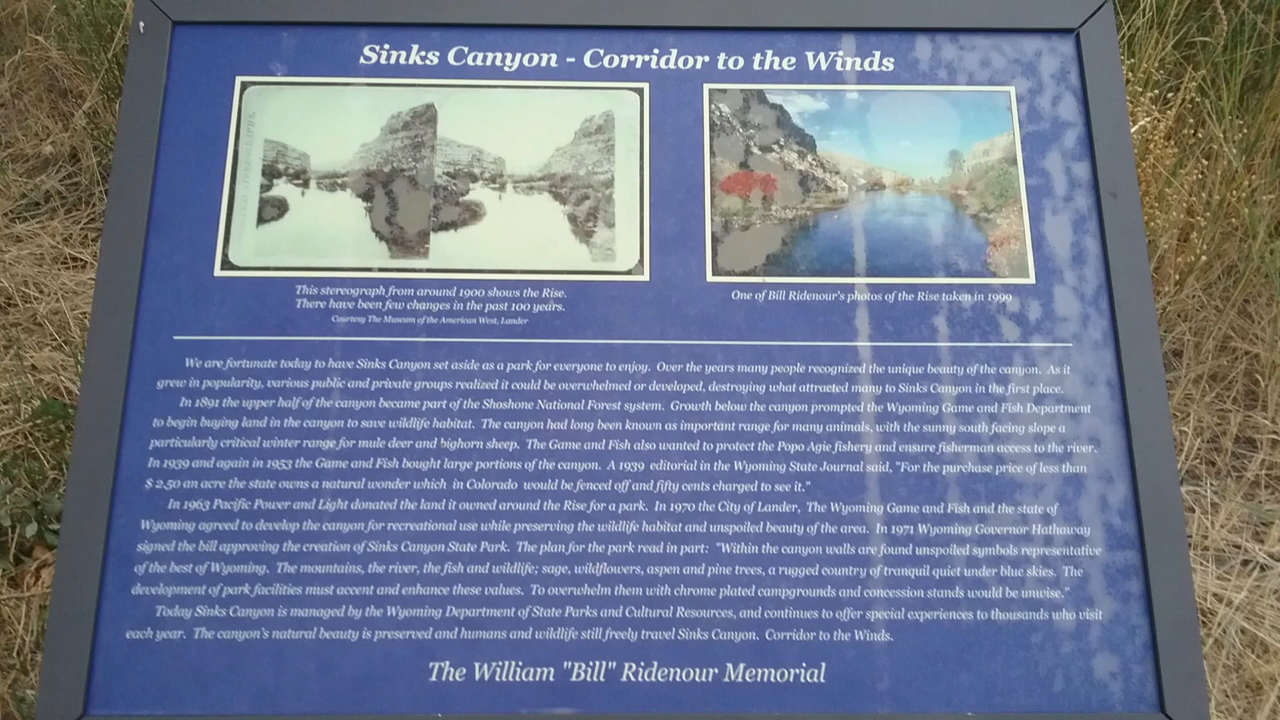 Sinks Canyon - Corridor to the Winds
This stereograph from around 1900 shows the Rise.
There have been few changes in the past 100 years.
Courtesy The Museum of the American West, Lander
One of Bill Ridenour's photos of the Rise taken in 1999
We are fortunate today to have Sinks Canyon set aside as a park for everyone to enjoy. Over the years many people recognized the unique beauty of the canyon. As it
grew in popularity, various public and private groups realized it could be overwhelmed or developed, destroying what attracted many to Sinks Canyon in the first place.
In 1891 the upper half of the canyon became part of the Shoshone National Forest system. Growth below the canyon prompted the Wyoming Game and Fish Department
to begin buying land in the canyon to save wildlife habitat. The canyon had long been known as important range for many animals, with the sunny south facing slope a
particularly critical winter range for mule deer and bighorn sheep. The Game and Fish also wanted to protect the Popo Agie fishery and ensure fisherman access to the river.
In 1939 and again in 1953 the Game and Fish bought large portions of the canyon. A 1939 editorial in the Wyoming State Journal said, "For the purchase price of less than
$ 2.50 an acre the state owns a natural wonder which in Colorado would be fenced off and fifty cents charged to see it."
In 1963 Pacific Power and Light donated the land it owned around the Rise for a park. In 1970 the City of Lander, The Wyoming Game and Fish and the state of
Wyoming agreed to develop the canyon for recreational use while preserving the wildlife habitat and unspoiled beauty of the area. In 1971 Wyoming Governor Hathaway
signed the bill approving the creation of Sinks Canyon State Park. The plan for the park read in part: "Within the canyon walls are found unspoiled symbols representative
of the best of Wyoming. The mountains, the river, the fish and wildlife; sage, wildflowers, aspen and pine trees, a rugged country of tranquil quiet under blue skies. The
development of park facilities must accent and enhance these values. To overwhelm them with chrome plated campgrounds and concession stands would be unwise."
Today Sinks Canyon is managed by the Wyoming Department of State Parks and Cultural Resources, and continues to offer special experiences to thousands who visit
each year. The canyon's natural beauty is preserved and humans and wildlife still freely travel Sinks Canyon. Corridor to the Winds.
The William "Bill" Ridenour Memorial